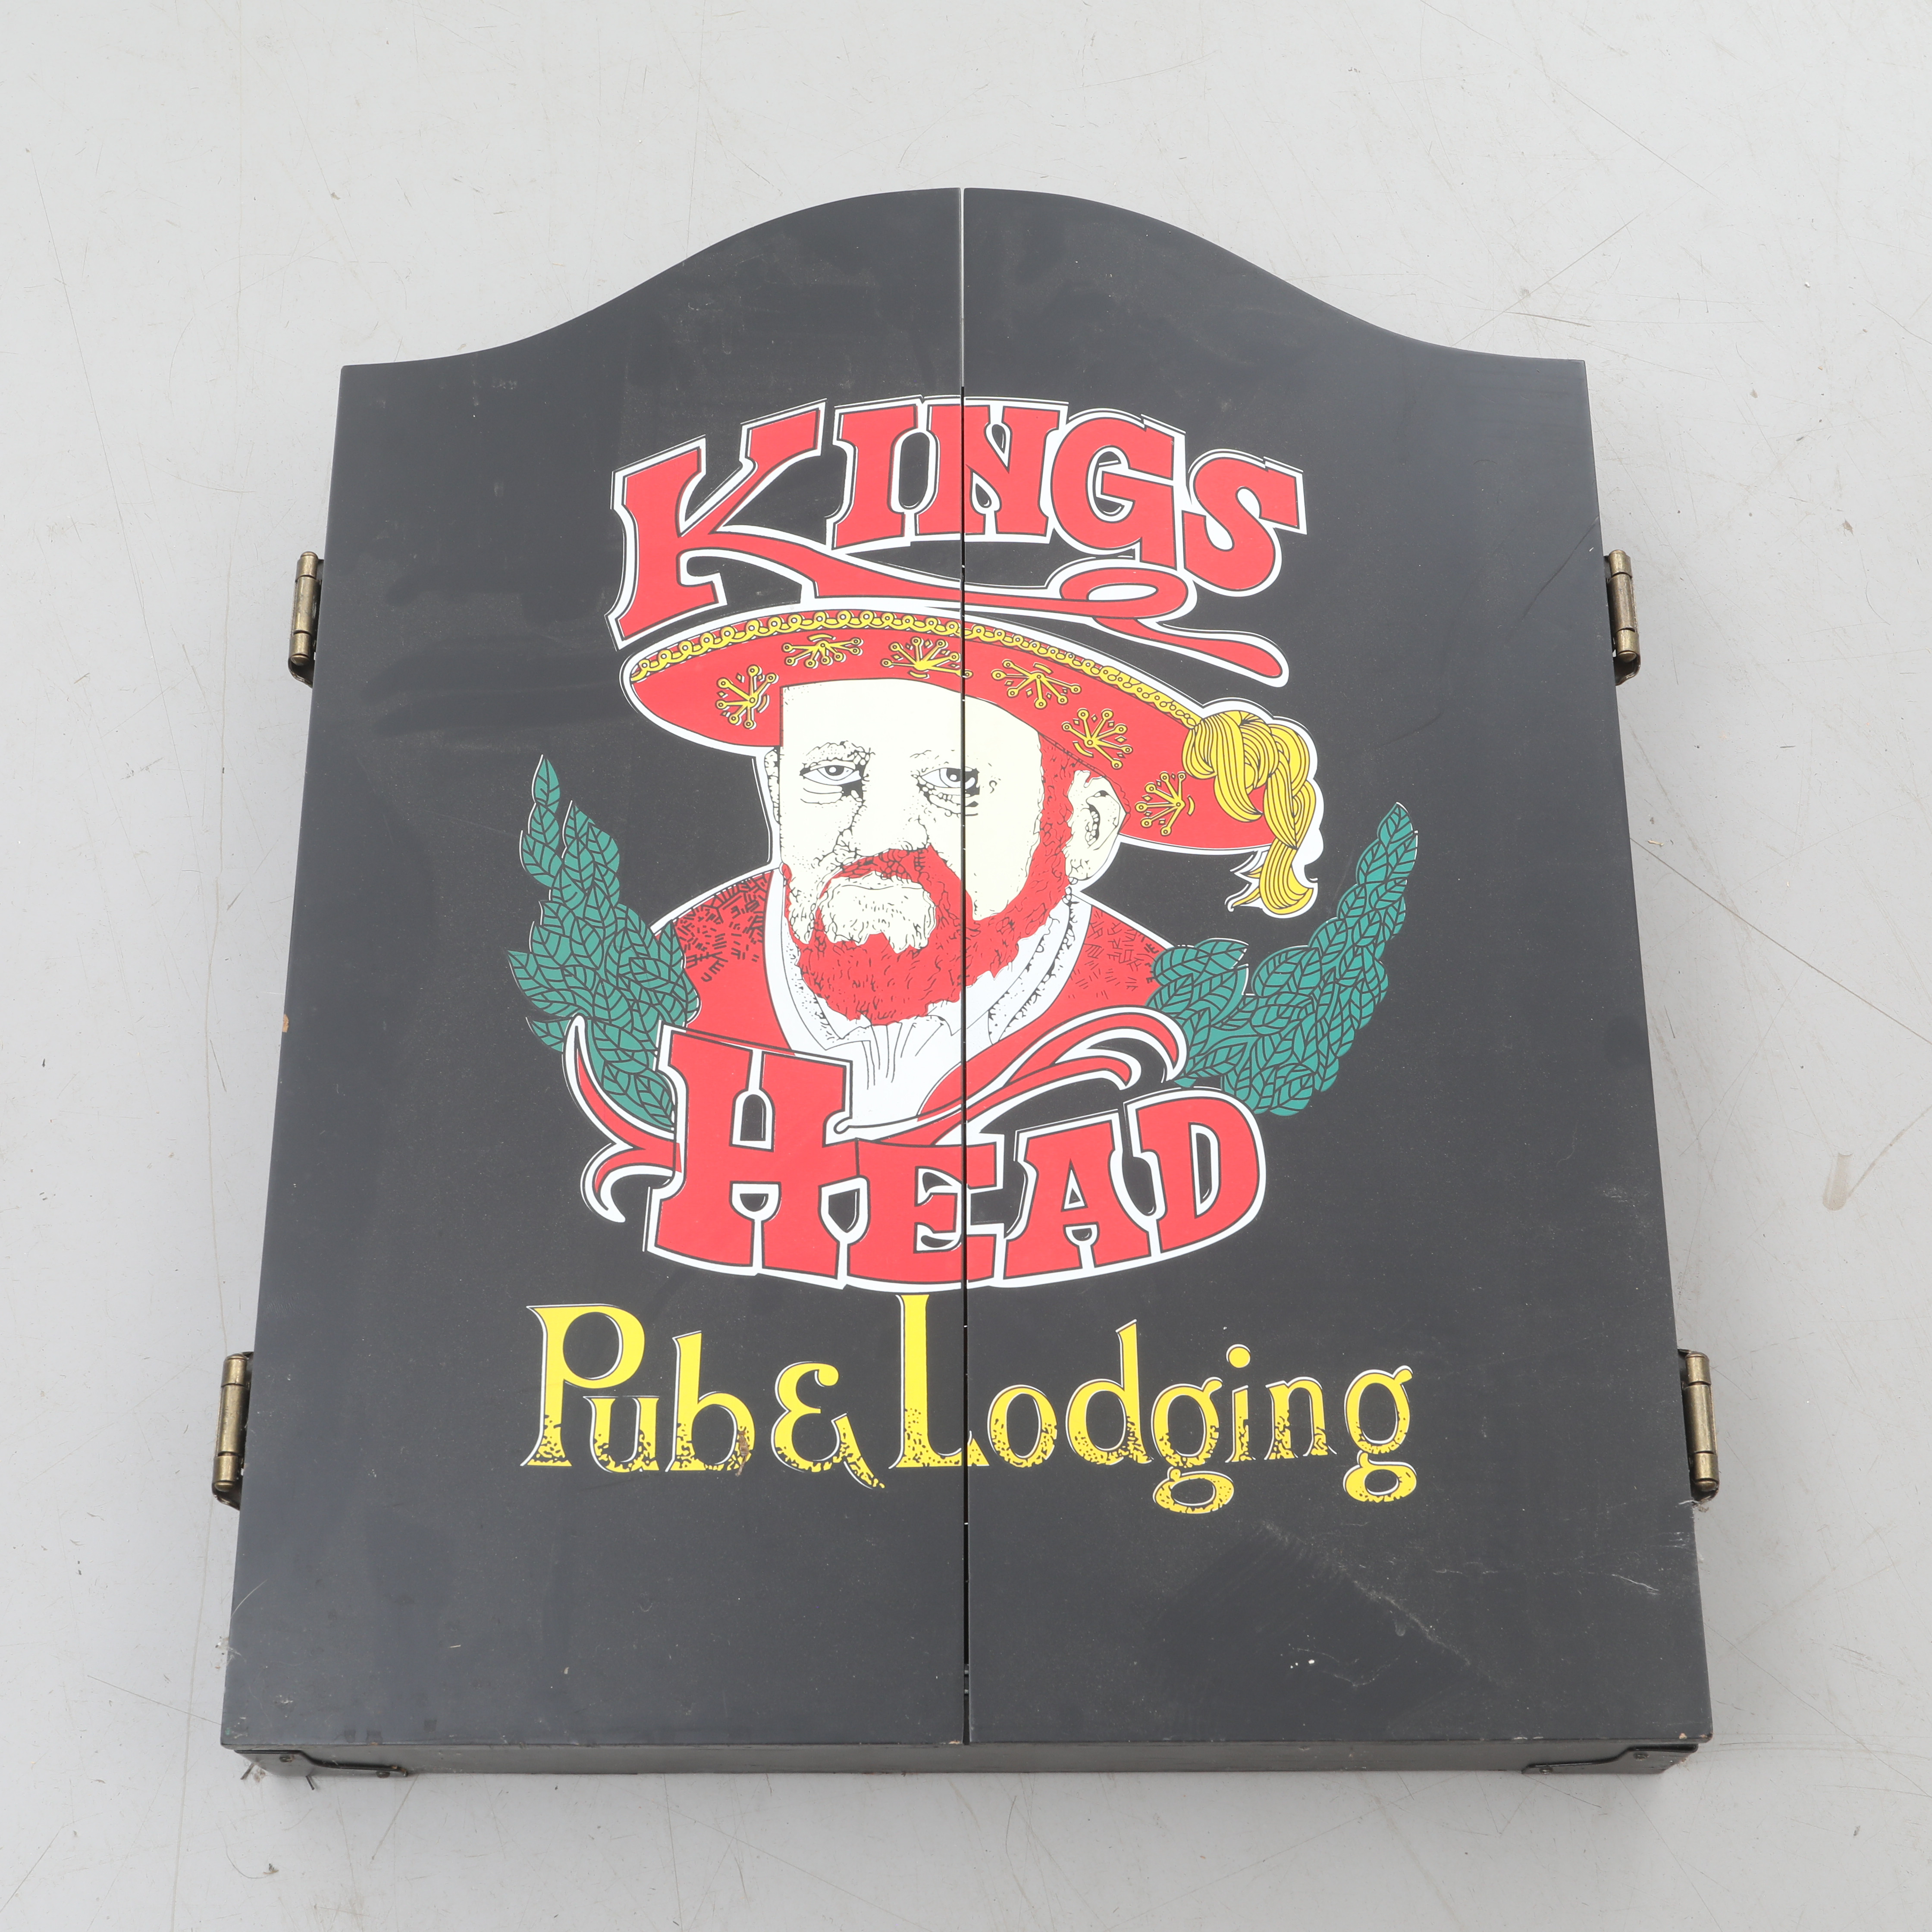 KINGS
HEAD
Pub & Lodging